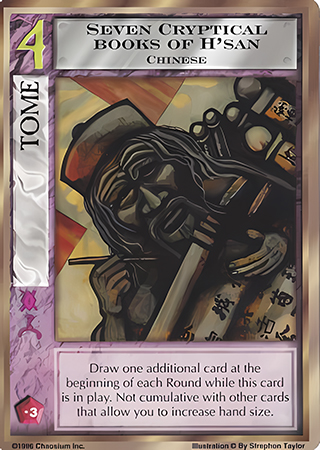 4
SEVEN CRYPTICAL
BOOKS OF H'SAN
CHINESE
TOME
Draw one additional card at the
beginning of each Round while this card
is in play. Not cumulative with other cards
that allow you to increase hand size.
-3
©1996 Chaosium Inc.
Illustration © By Strephon Taylor